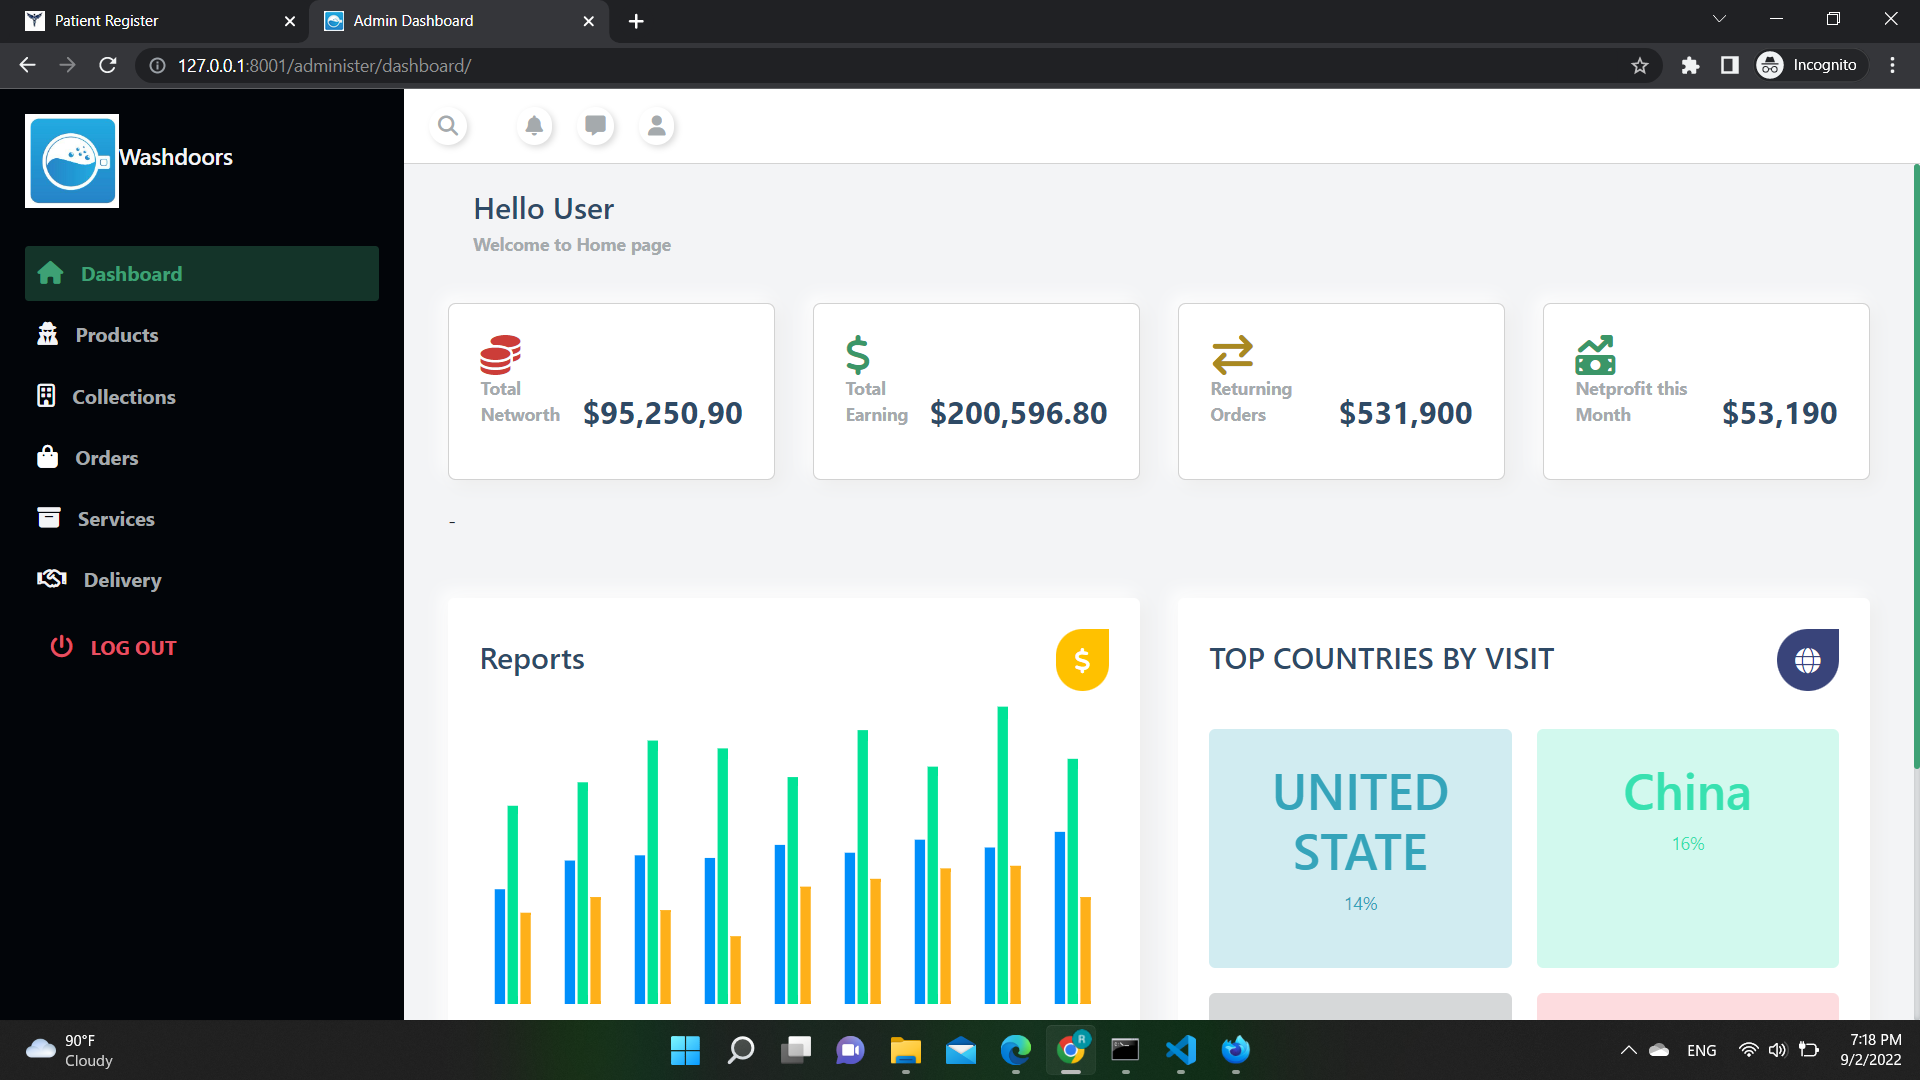 Patient Register
Admin Dashboard
127.0.0.1:8001/administer/dashboard/
Incognito
Washdoors
Dashboard
Products
Collections
Orders
Services
Delivery
LOG OUT
Hello User
Welcome to Home page
Total
Networth
$95,250,90
Total
Earning
$200,596.80
Returning
Orders
$531,900
Netprofit this
Month
$53,190
-
Reports
$
TOP COUNTRIES BY VISIT
UNITED
STATE
14%
China
16%
90°F
Cloudy
R
ENG
7:18 PM
9/2/2022